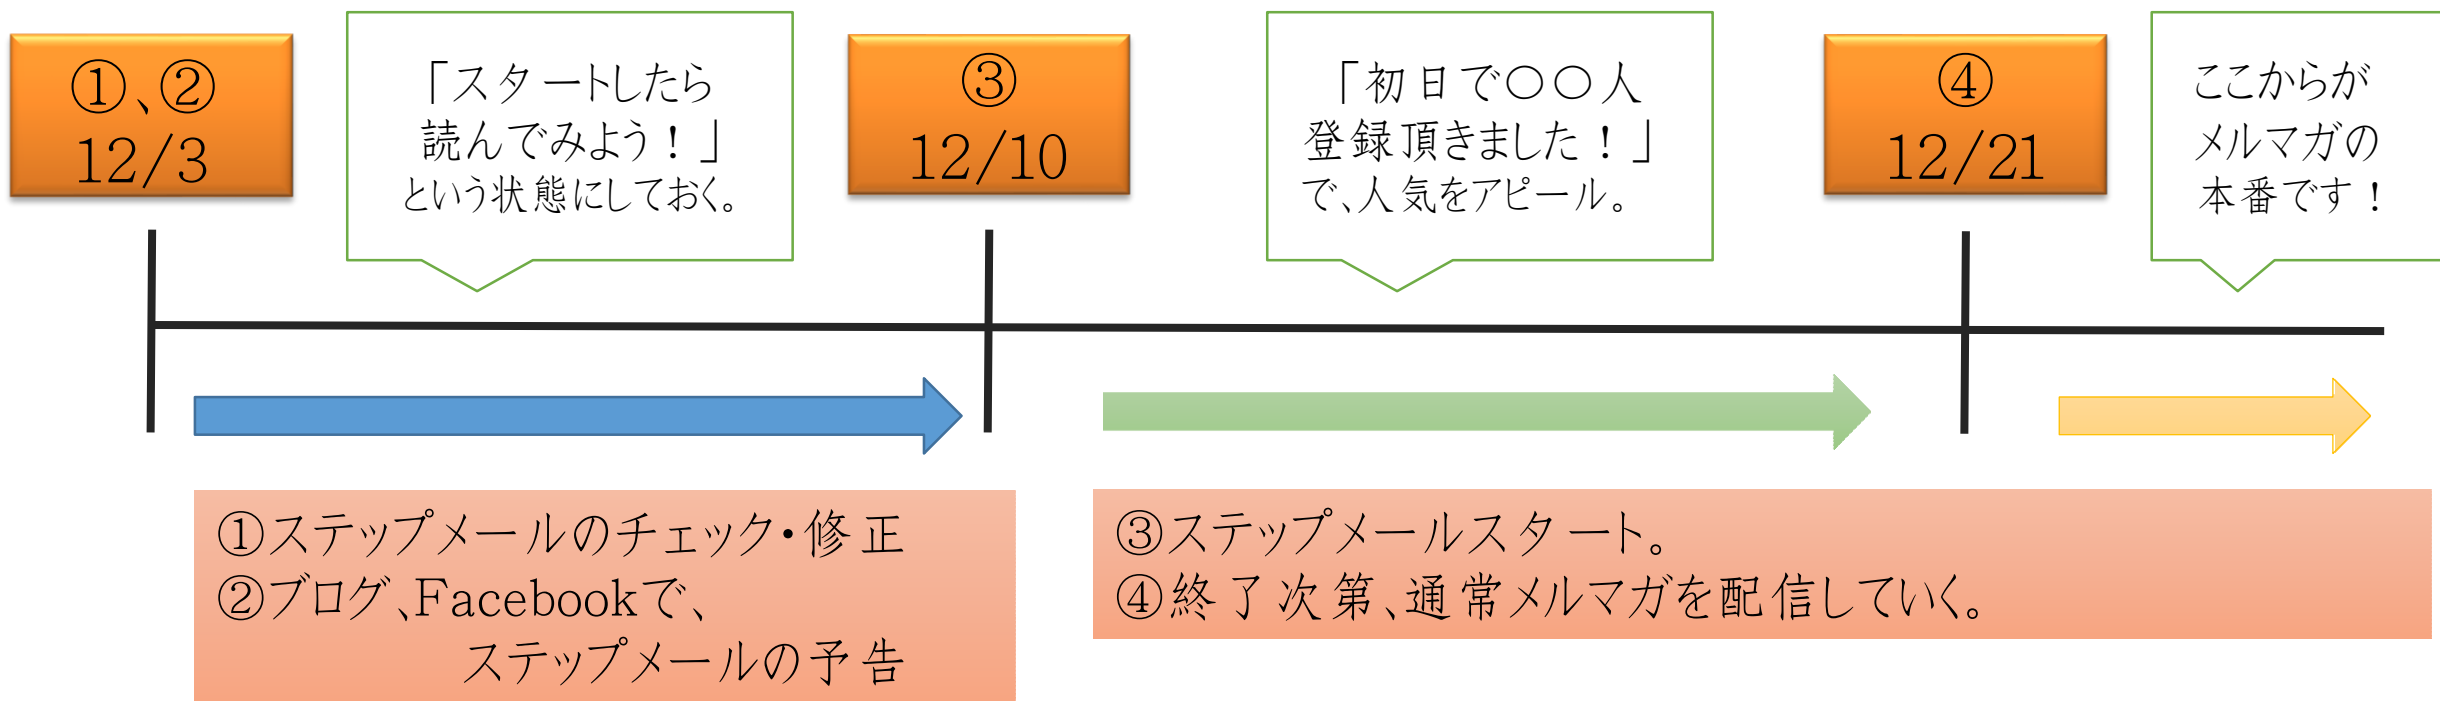 ①、②
12/3
「スタートしたら
読んでみよう！」
という状態にしておく。
③
12/10
「初日で〇〇人
登録頂きました！」
で、人気をアピール。
④
12/21
ここからが
メルマガの
本番です！
①ステップメールのチェック・修正
②ブログ、Facebookで、
ステップメールの予告
③ステップメールスタート。
④終了次第、通常メルマガを配信していく。